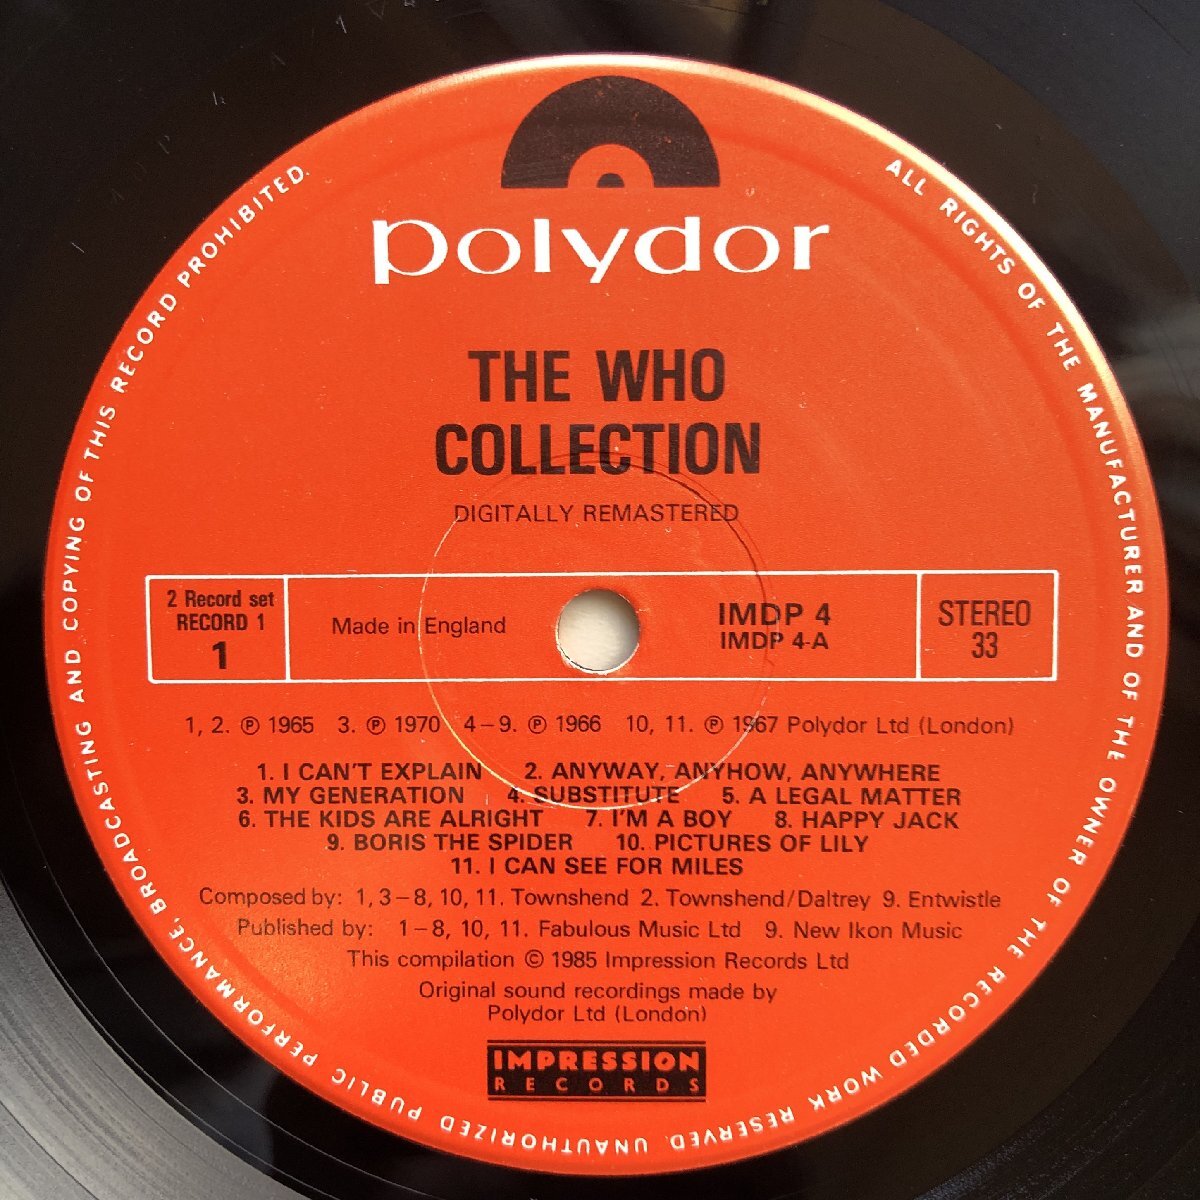 polydor
THE WHO
COLLECTION
DIGITALLY REMASTERED
2 Record set
RECORD 1
1
Made in England
IMDP 4
IMDP 4-A
STEREO
33
1, 2. ℗ 1965 3. ℗ 1970 4–9. ℗ 1966 10, 11. ℗ 1967 Polydor Ltd (London)
1. I CAN'T EXPLAIN 2. ANYWAY, ANYHOW, ANYWHERE
3. MY GENERATION 4. SUBSTITUTE 5. A LEGAL MATTER
6. THE KIDS ARE ALRIGHT 7. I'M A BOY 8. HAPPY JACK
9. BORIS THE SPIDER 10. PICTURES OF LILY
11. I CAN SEE FOR MILES
Composed by: 1, 3–8, 10, 11. Townshend 2. Townshend/Daltrey 9. Entwistle
Published by: 1–8, 10, 11. Fabulous Music Ltd 9. New Ikon Music
This compilation © 1985 Impression Records Ltd
Original sound recordings made by
Polydor Ltd (London)
IMPRESSION
RECORDS
ALL RIGHTS OF THE MANUFACTURER AND OF THE OWNER OF THE RECORDED WORK RESERVED. UNAUTHORIZED PUBLIC PERFORMANCE, BROADCASTING AND COPYING OF THIS RECORD PROHIBITED.